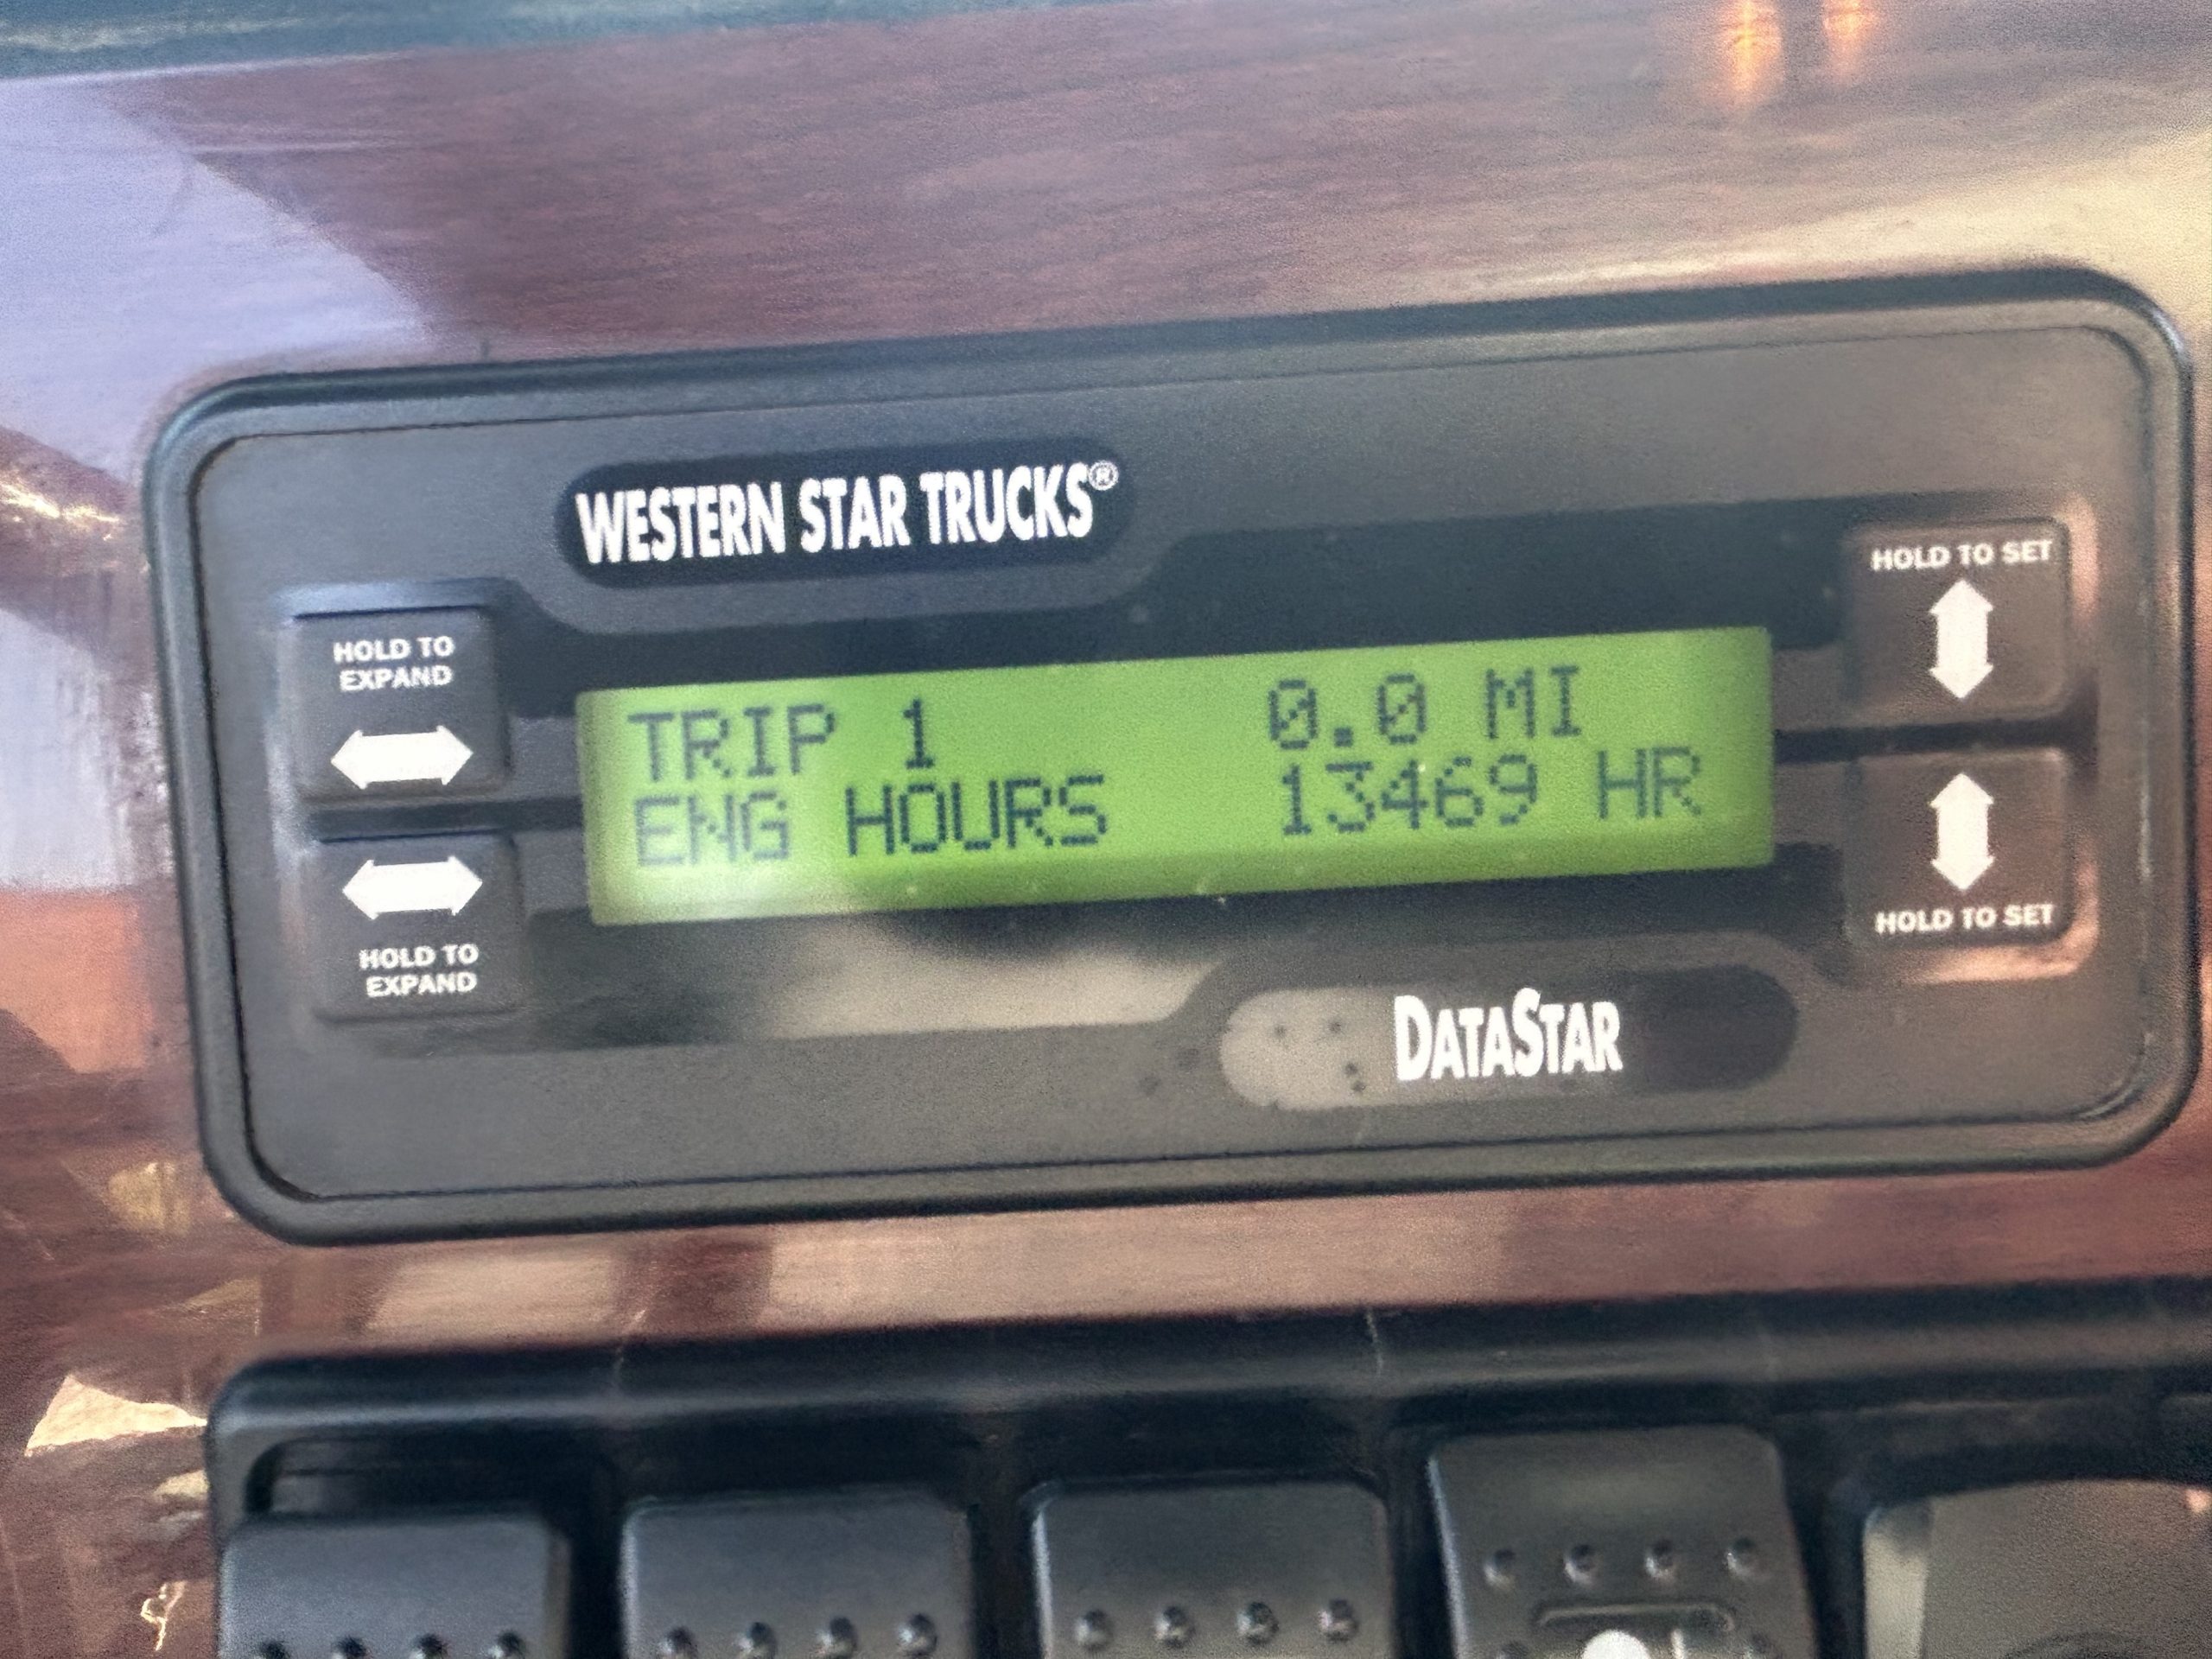 WESTERN STAR TRUCKS®
HOLD TO SET
HOLD TO
EXPAND
TRIP 1 0.0 MI
ENG HOURS 13469 HR
HOLD TO
EXPAND
HOLD TO SET
DATASTAR